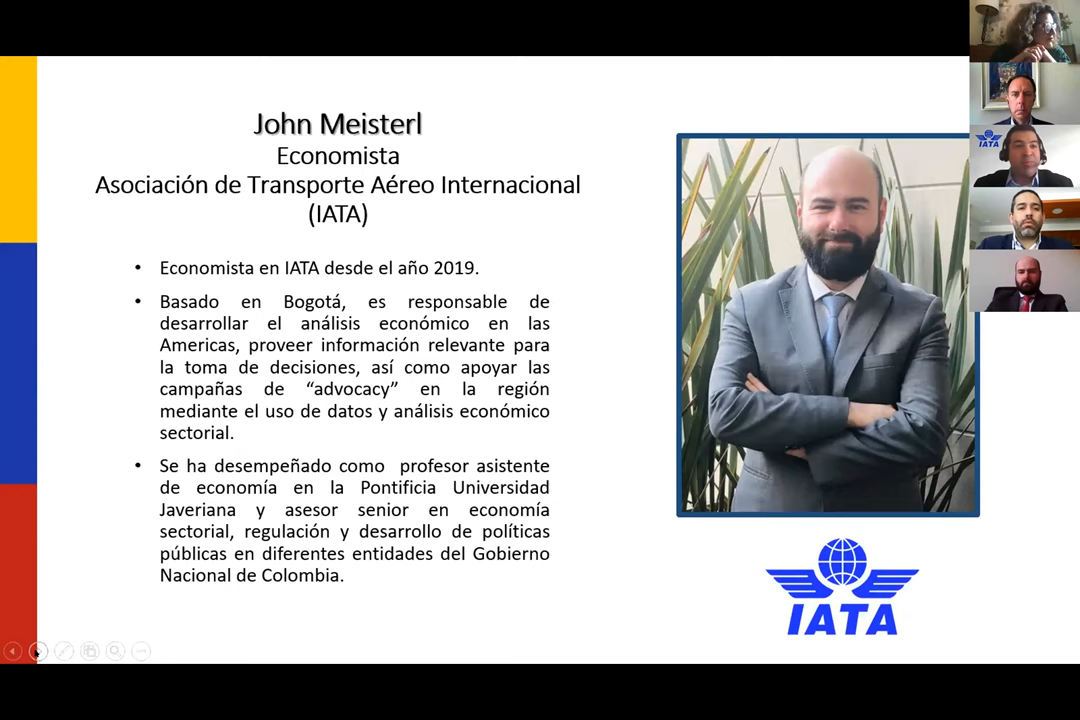 John Meisterl
Economista
Asociación de Transporte Aéreo Internacional
(IATA)
• Economista en IATA desde el año 2019.
• Basado en Bogotá, es responsable de
desarrollar el análisis económico en las
Americas, proveer información relevante para
la toma de decisiones, así como apoyar las
campañas de “advocacy” en la región
mediante el uso de datos y análisis económico
sectorial.
• Se ha desempeñado como profesor asistente
de economía en la Pontificia Universidad
Javeriana y asesor senior en economía
sectorial, regulación y desarrollo de políticas
públicas en diferentes entidades del Gobierno
Nacional de Colombia.
IATA
IATA